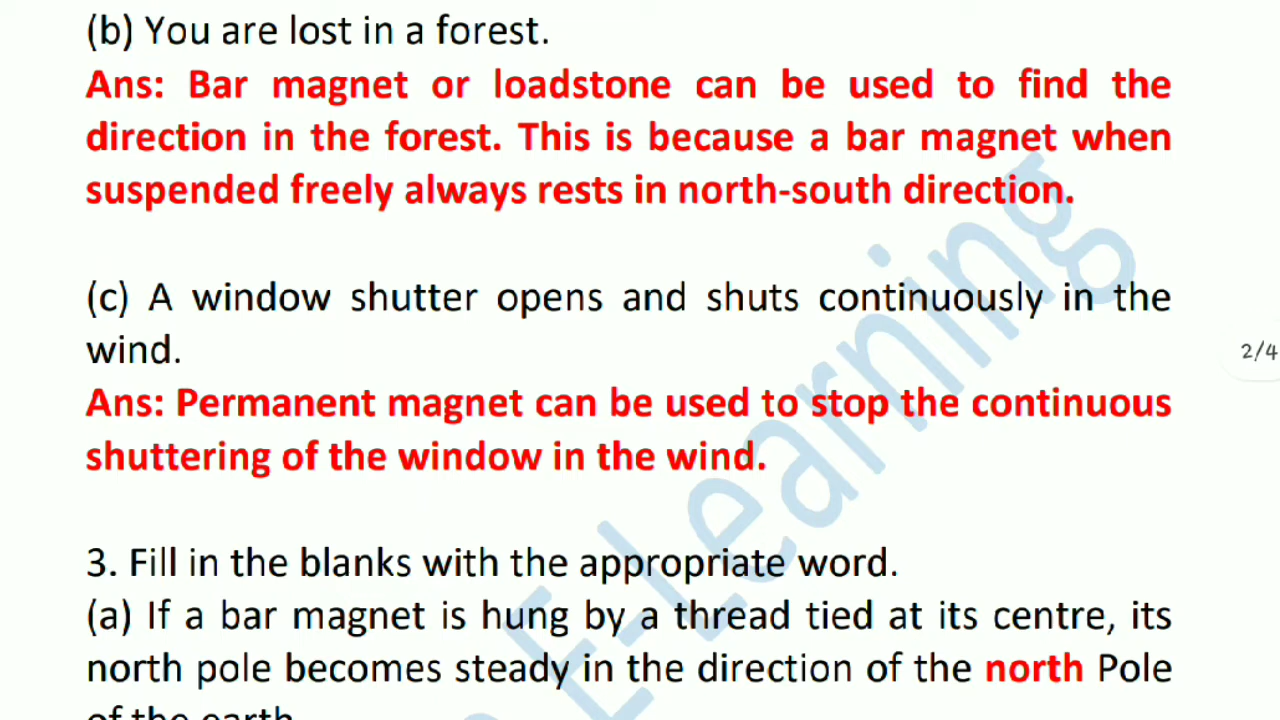 (b) You are lost in a forest.
Ans: Bar magnet or loadstone can be used to find the
direction in the forest. This is because a bar magnet when
suspended freely always rests in north-south direction.
(c) A window shutter opens and shuts continuously in the
wind.
2/4
Ans: Permanent magnet can be used to stop the continuous
shuttering of the window in the wind.
3. Fill in the blanks with the appropriate word.
(a) If a bar magnet is hung by a thread tied at its centre, its
north pole becomes steady in the direction of the north Pole
of the earth
E-Learning